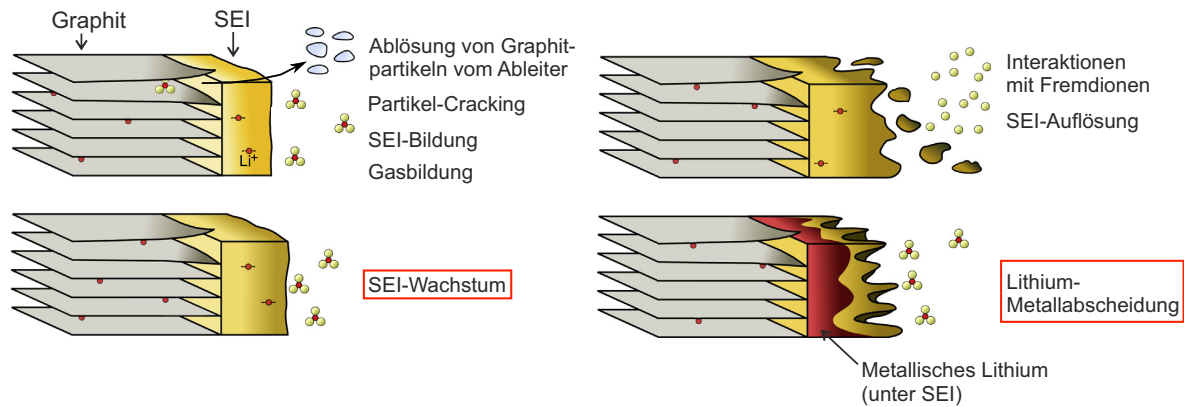 Graphit
SEI
Ablösung von Graphit-
partikeln vom Ableiter
Partikel-Cracking
SEI-Bildung
Gasbildung
Li+
Interaktionen
mit Fremdionen
SEI-Auflösung
SEI-Wachstum
Lithium-
Metallabscheidung
Metallisches Lithium
(unter SEI)